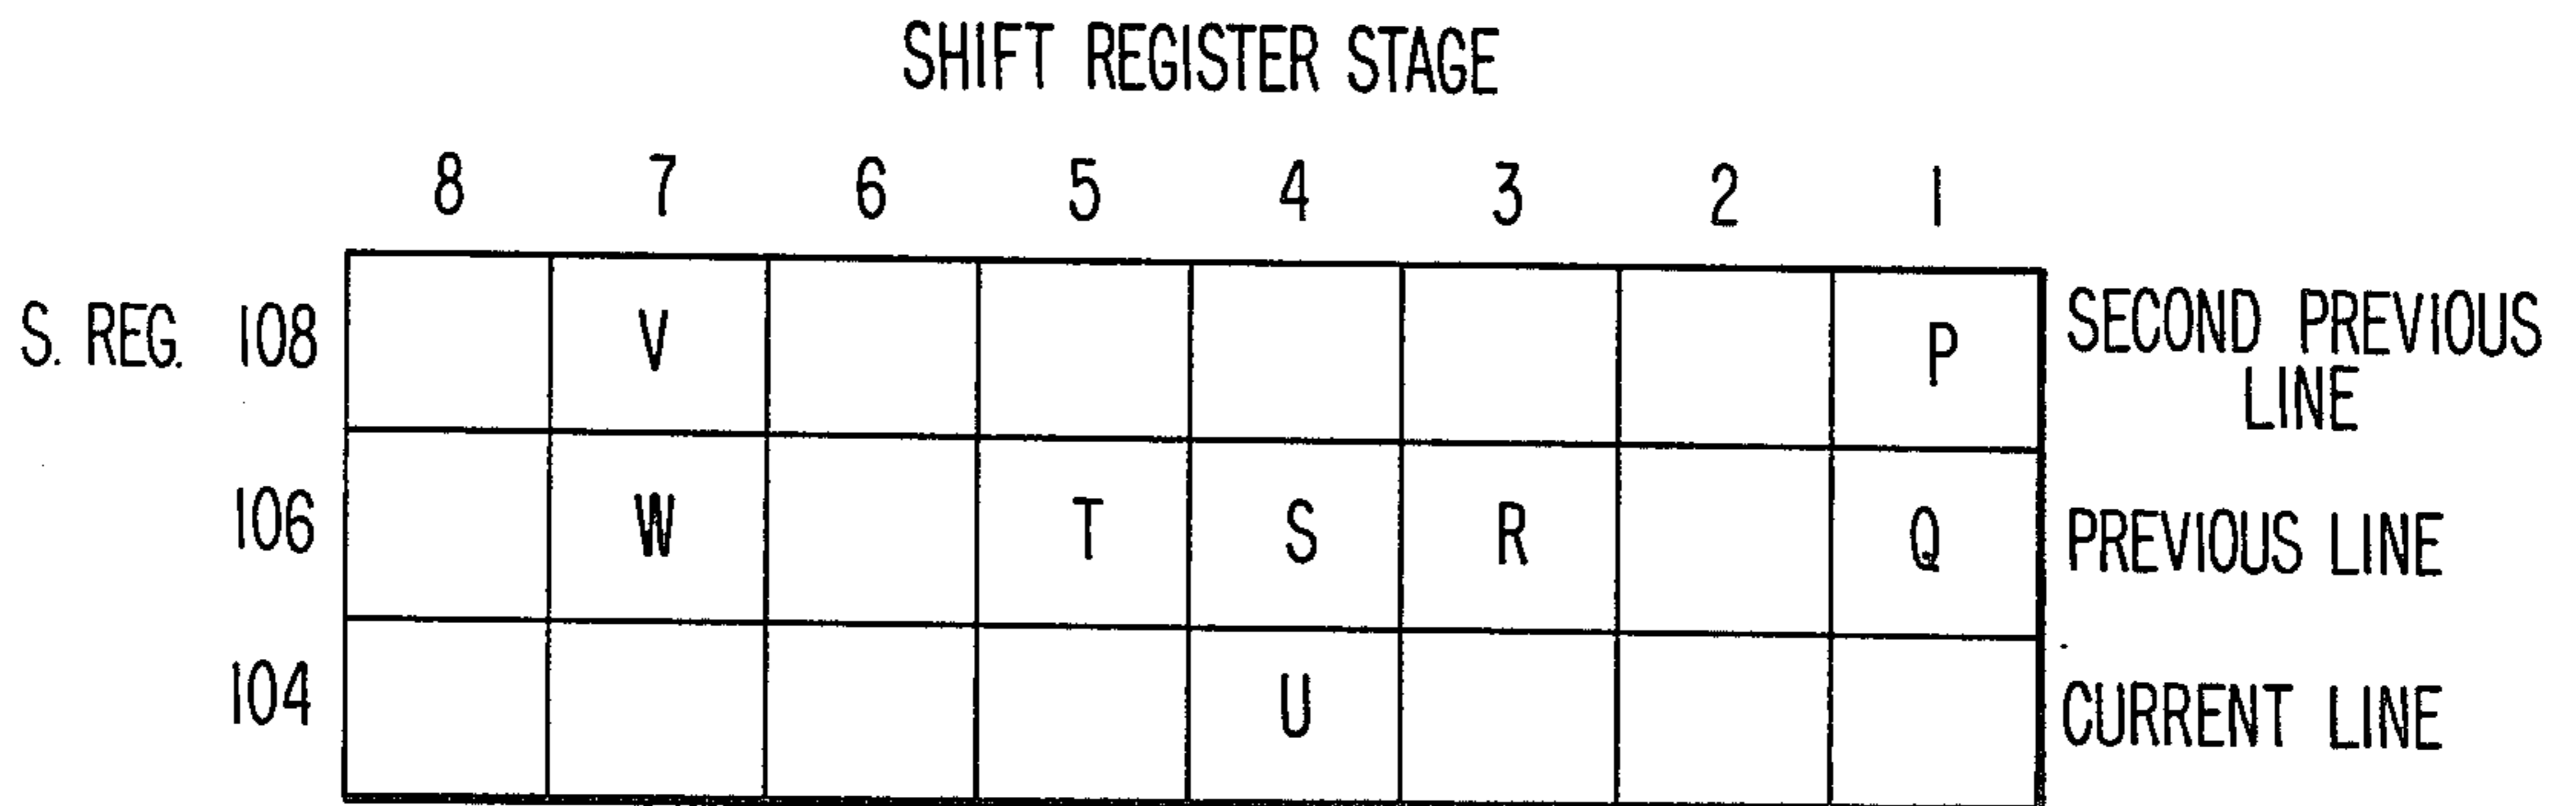 SHIFT REGISTER STAGE
8 7 6 5 4 3 2 1
S. REG. 108 V P SECOND PREVIOUS
LINE
106 W T S R Q PREVIOUS LINE
104 U CURRENT LINE